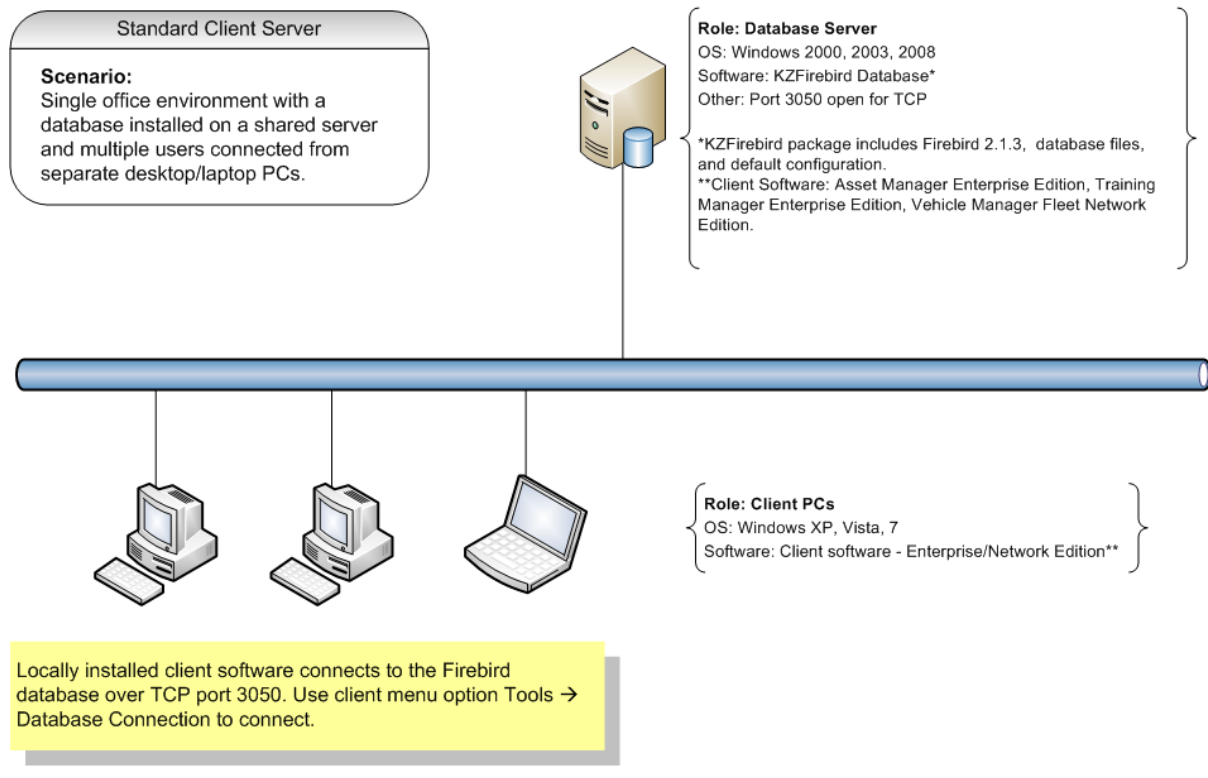 Standard Client Server
Scenario:
Single office environment with a
database installed on a shared server
and multiple users connected from
separate desktop/laptop PCs.
Role: Database Server
OS: Windows 2000, 2003, 2008
Software: KZFirebird Database*
Other: Port 3050 open for TCP
*KZFirebird package includes Firebird 2.1.3,  database files,
and default configuration.
**Client Software: Asset Manager Enterprise Edition, Training
Manager Enterprise Edition, Vehicle Manager Fleet Network
Edition.
Role: Client PCs
OS: Windows XP, Vista, 7
Software: Client software - Enterprise/Network Edition**
Locally installed client software connects to the Firebird
database over TCP port 3050. Use client menu option Tools →
Database Connection to connect.